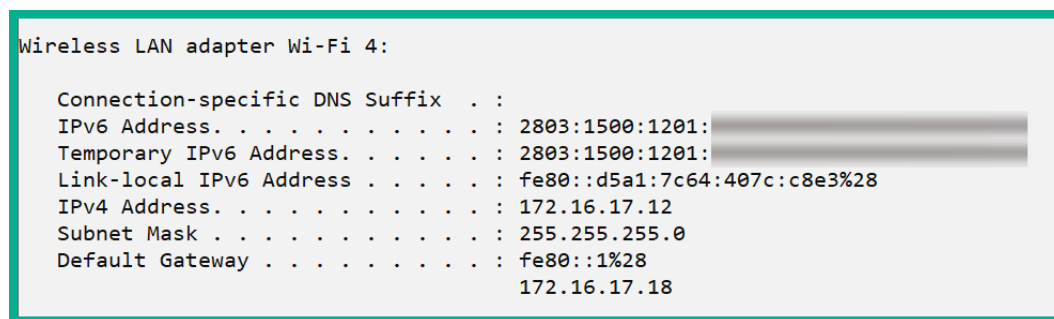 Wireless LAN adapter Wi-Fi 4:
Connection-specific DNS Suffix . :
IPv6 Address. . . . . . . . . . . : 2803:1500:1201:
Temporary IPv6 Address. . . . . . : 2803:1500:1201:
Link-local IPv6 Address . . . . . : fe80::d5a1:7c64:407c:c8e3%28
IPv4 Address. . . . . . . . . . . : 172.16.17.12
Subnet Mask . . . . . . . . . . . : 255.255.255.0
Default Gateway . . . . . . . . . : fe80::1%28
172.16.17.18